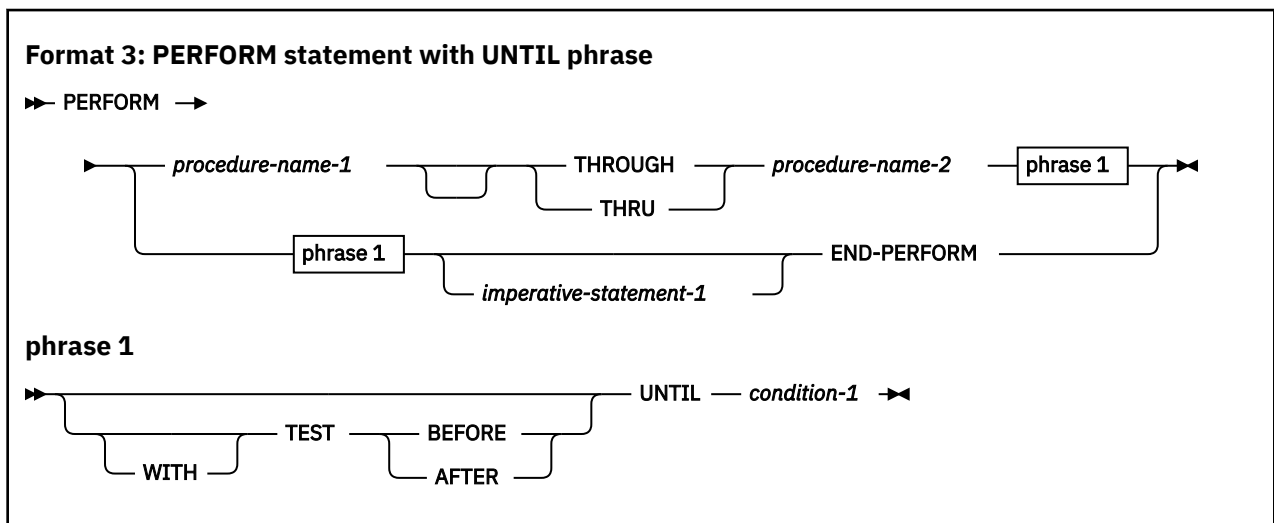 Format 3: PERFORM statement with UNTIL phrase
PERFORM
procedure-name-1 THROUGH procedure-name-2 phrase 1
THRU
phrase 1 END-PERFORM
imperative-statement-1
phrase 1
UNTIL condition-1
TEST BEFORE
WITH AFTER